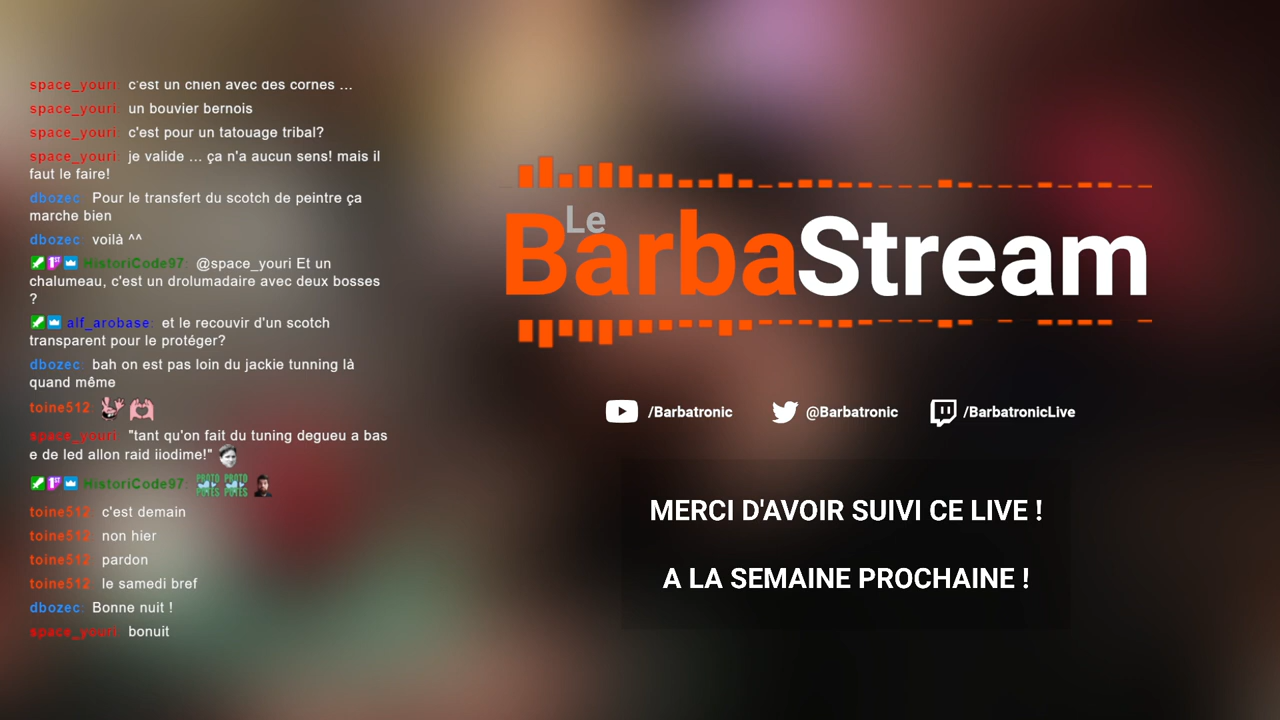 space_youri: c'est un chien avec des cornes ...
space_youri: un bouvier bernois
space_youri: c'est pour un tatouage tribal?
space_youri: je valide ... ça n'a aucun sens! mais il
faut le faire!
dbozec: Pour le transfert du scotch de peintre ça
marche bien
dbozec: voilà ^^
HistoriCode97: @space_youri Et un
chalumeau, c'est un drolumadaire avec deux bosses
?
alf_arobase: et le recouvir d'un scotch
transparent pour le protéger?
dbozec: bah on est pas loin du jackie tunning là
quand même
toine512:
space_youri: "tant qu'on fait du tuning degueu a bas
e de led allon raid iiodime!"
HistoriCode97: PROTO POTES PROTO POTES
toine512: c'est demain
toine512: non hier
toine512: pardon
toine512: le samedi bref
dbozec: Bonne nuit !
space_youri: bonuit
Le
BarbaStream
/Barbatronic @Barbatronic /BarbatronicLive
MERCI D'AVOIR SUIVI CE LIVE !
A LA SEMAINE PROCHAINE !